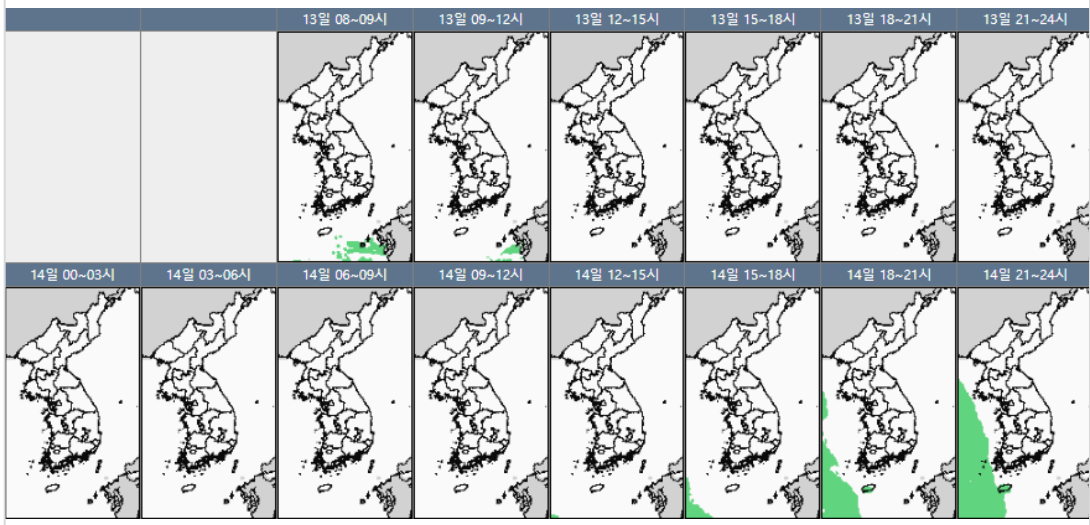 13일 08~09시
13일 09~12시
13일 12~15시
13일 15~18시
13일 18~21시
13일 21~24시
14일 00~03시
14일 03~06시
14일 06~09시
14일 09~12시
14일 12~15시
14일 15~18시
14일 18~21시
14일 21~24시